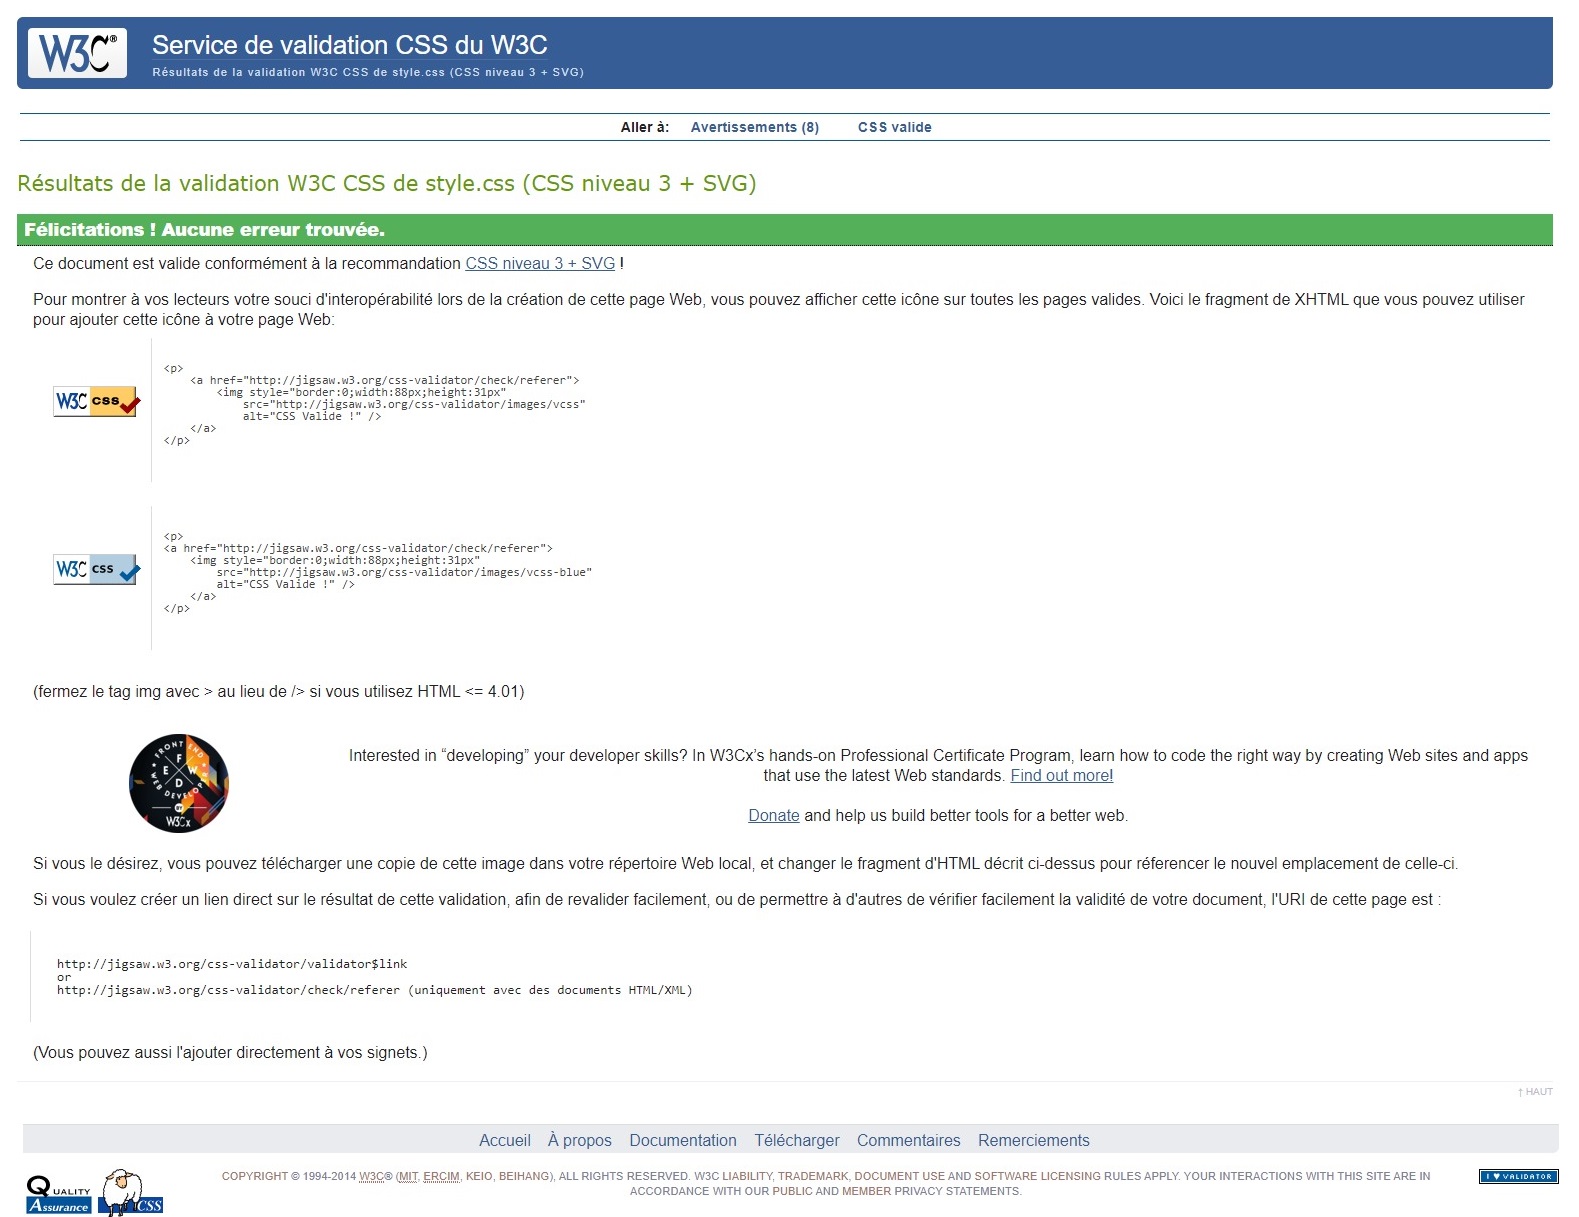 W3C® Service de validation CSS du W3C
Résultats de la validation W3C CSS de style.css (CSS niveau 3 + SVG)
Aller à: Avertissements (8) CSS valide
Résultats de la validation W3C CSS de style.css (CSS niveau 3 + SVG)
Félicitations ! Aucune erreur trouvée.
Ce document est valide conformément à la recommandation CSS niveau 3 + SVG !
Pour montrer à vos lecteurs votre souci d'interopérabilité lors de la création de cette page Web, vous pouvez afficher cette icône sur toutes les pages valides. Voici le fragment de XHTML que vous pouvez utiliser
pour ajouter cette icône à votre page Web:
W3C css
<p>
<a href="http://jigsaw.w3.org/css-validator/check/referer">
<img style="border:0;width:88px;height:31px"
src="http://jigsaw.w3.org/css-validator/images/vcss"
alt="CSS Valide !" />
</a>
</p>
W3C css
<p>
<a href="http://jigsaw.w3.org/css-validator/check/referer">
<img style="border:0;width:88px;height:31px"
src="http://jigsaw.w3.org/css-validator/images/vcss-blue"
alt="CSS Valide !" />
</a>
</p>
(fermez le tag img avec > au lieu de /> si vous utilisez HTML <= 4.01)
FRONT END
WEB DEVELOPER
F E W D
BY
W3Cx
Interested in “developing” your developer skills? In W3Cx’s hands-on Professional Certificate Program, learn how to code the right way by creating Web sites and apps
that use the latest Web standards. Find out more!
Donate and help us build better tools for a better web.
Si vous le désirez, vous pouvez télécharger une copie de cette image dans votre répertoire Web local, et changer le fragment d'HTML décrit ci-dessus pour réferencer le nouvel emplacement de celle-ci.
Si vous voulez créer un lien direct sur le résultat de cette validation, afin de revalider facilement, ou de permettre à d'autres de vérifier facilement la validité de votre document, l'URI de cette page est :
http://jigsaw.w3.org/css-validator/validator$link
or
http://jigsaw.w3.org/css-validator/check/referer (uniquement avec des documents HTML/XML)
(Vous pouvez aussi l'ajouter directement à vos signets.)
↑ HAUT
Accueil À propos Documentation Télécharger Commentaires Remerciements
QUALITY
Assurance
CSS
COPYRIGHT © 1994-2014 W3C® (MIT, ERCIM, KEIO, BEIHANG), ALL RIGHTS RESERVED. W3C LIABILITY, TRADEMARK, DOCUMENT USE AND SOFTWARE LICENSING RULES APPLY. YOUR INTERACTIONS WITH THIS SITE ARE IN
ACCORDANCE WITH OUR PUBLIC AND MEMBER PRIVACY STATEMENTS.
I ♥ VALIDATOR